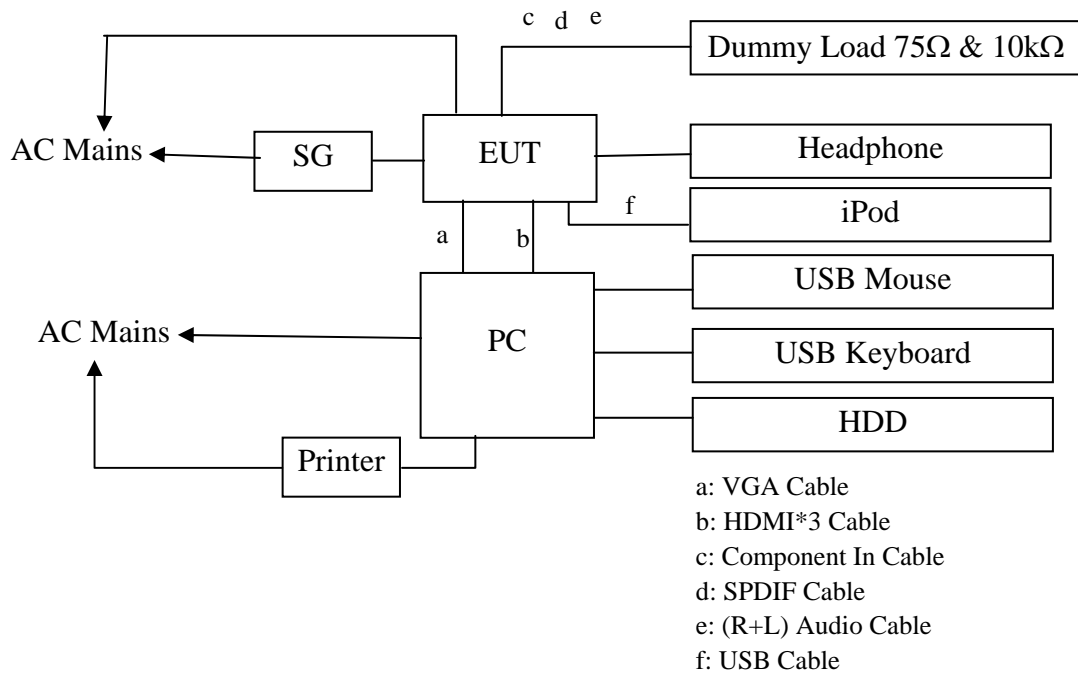 c d e
Dummy Load 75Ω & 10kΩ
AC Mains
SG
EUT
Headphone
f
iPod
a
b
USB Mouse
AC Mains
PC
USB Keyboard
HDD
Printer
a: VGA Cable
b: HDMI*3 Cable
c: Component In Cable
d: SPDIF Cable
e: (R+L) Audio Cable
f: USB Cable